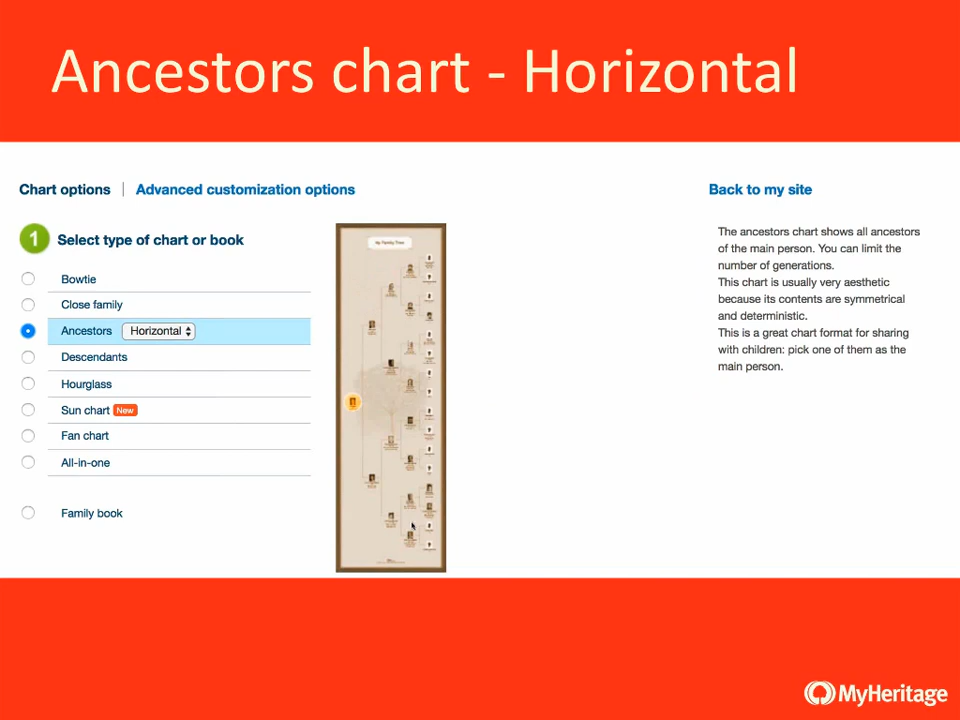 Ancestors chart - Horizontal
Chart options | Advanced customization options
Back to my site
1 Select type of chart or book
Bowtie
Close family
Ancestors Horizontal
Descendants
Hourglass
Sun chart New
Fan chart
All-in-one
Family book
My Family Tree
The ancestors chart shows all ancestors
of the main person. You can limit the
number of generations.
This chart is usually very aesthetic
because its contents are symmetrical
and deterministic.
This is a great chart format for sharing
with children: pick one of them as the
main person.
MyHeritage